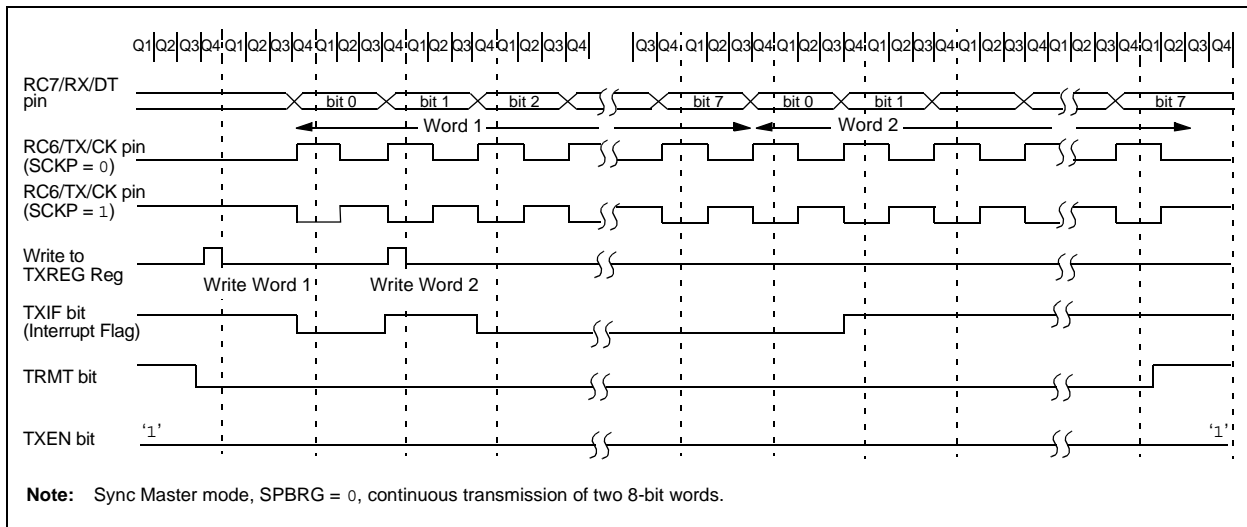 Q1 Q2 Q3 Q4 Q1 Q2 Q3 Q4 Q1 Q2 Q3 Q4 Q1 Q2 Q3 Q4 Q1 Q2 Q3 Q4 Q3 Q4 Q1 Q2 Q3 Q4 Q1 Q2 Q3 Q4 Q1 Q2 Q3 Q4 Q1 Q2 Q3 Q4 Q1 Q2 Q3 Q4 Q1 Q2 Q3 Q4
RC7/RX/DT
pin
bit 0 bit 1 bit 2 bit 7 bit 0 bit 1 bit 7
Word 1 Word 2
RC6/TX/CK pin
(SCKP = 0)
RC6/TX/CK pin
(SCKP = 1)
Write to
TXREG Reg
Write Word 1 Write Word 2
TXIF bit
(Interrupt Flag)
TRMT bit
TXEN bit
‘1’ ‘1’
Note: Sync Master mode, SPBRG = 0, continuous transmission of two 8-bit words.